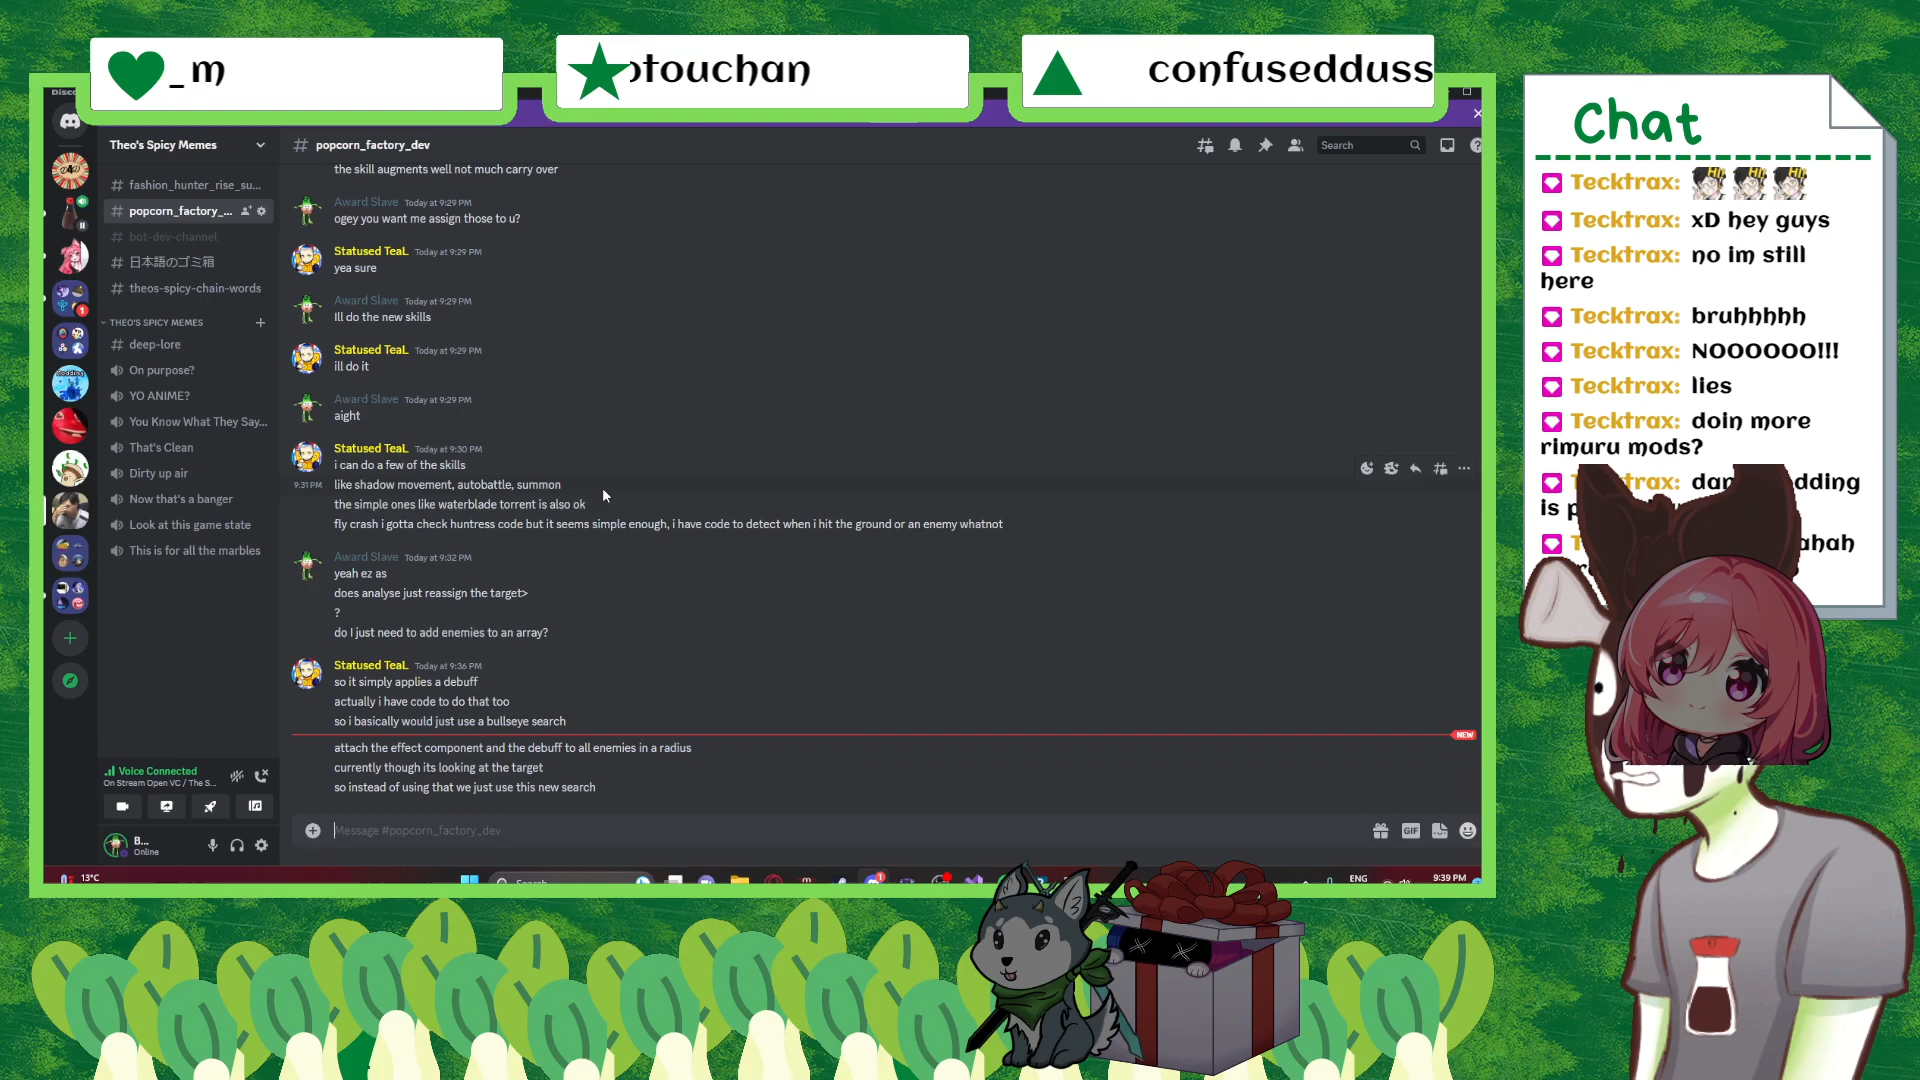 _m
otouchan
confusedduss
Theo's Spicy Memes
# popcorn_factory_dev
Search
# fashion_hunter_rise_su...
# popcorn_factory_...
# bot-dev-channel
# 日本語のゴミ箱
# theos-spicy-chain-words
THEO'S SPICY MEMES
# deep-lore
On purpose?
YO ANIME?
You Know What They Say...
That's Clean
Dirty up air
Now that's a banger
Look at this game state
This is for all the marbles
Voice Connected
On Stream Open VC / The S...
B...
Online
the skill augments well not much carry over
Award Slave Today at 9:29 PM
ogey you want me assign those to u?
Statused TeaL Today at 9:29 PM
yea sure
Award Slave Today at 9:29 PM
Ill do the new skills
Statused TeaL Today at 9:29 PM
ill do it
Award Slave Today at 9:29 PM
aight
Statused TeaL Today at 9:30 PM
i can do a few of the skills
9:31 PM like shadow movement, autobattle, summon
the simple ones like waterblade torrent is also ok
fly crash i gotta check huntress code but it seems simple enough, i have code to detect when i hit the ground or an enemy whatnot
Award Slave Today at 9:32 PM
yeah ez as
does analyse just reassign the target>
?
do I just need to add enemies to an array?
Statused TeaL Today at 9:36 PM
so it simply applies a debuff
actually i have code to do that too
so i basically would just use a bullseye search
NEW
attach the effect component and the debuff to all enemies in a radius
currently though its looking at the target
so instead of using that we just use this new search
Message #popcorn_factory_dev
GIF
13°C
Search
ENG
9:39 PM
Chat
Tecktrax:
Tecktrax: xD hey guys
Tecktrax: no im still
here
Tecktrax: bruhhhhh
Tecktrax: NOOOOOO!!!
Tecktrax: lies
Tecktrax: doin more
rimuru mods?
is